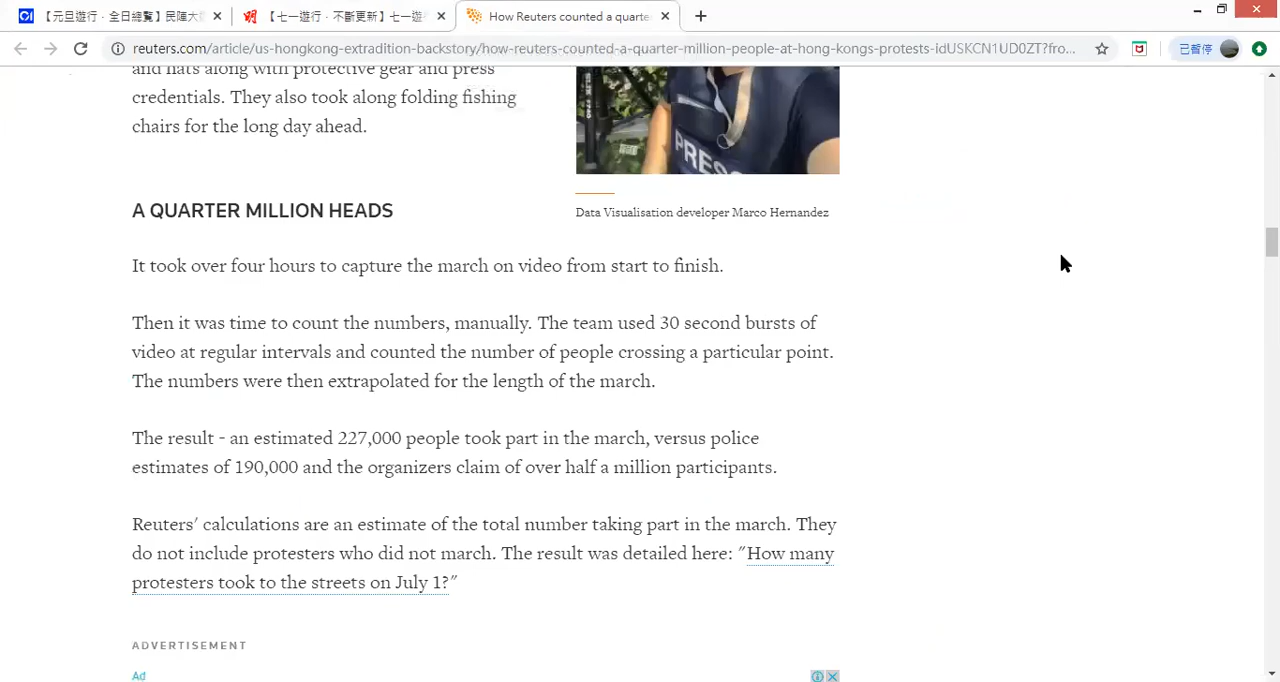 【元旦遊行．全日總覽】民陣大
【七一遊行．不斷更新】七一遊
How Reuters counted a quarte
reuters.com/article/us-hongkong-extradition-backstory/how-reuters-counted-a-quarter-million-people-at-hong-kongs-protests-idUSKCN1UD0ZT?fro...
已暫停
and hats along with protective gear and press
credentials. They also took along folding fishing
chairs for the long day ahead.
PRESS
Data Visualisation developer Marco Hernandez
A QUARTER MILLION HEADS
It took over four hours to capture the march on video from start to finish.
Then it was time to count the numbers, manually. The team used 30 second bursts of
video at regular intervals and counted the number of people crossing a particular point.
The numbers were then extrapolated for the length of the march.
The result - an estimated 227,000 people took part in the march, versus police
estimates of 190,000 and the organizers claim of over half a million participants.
Reuters' calculations are an estimate of the total number taking part in the march. They
do not include protesters who did not march. The result was detailed here: "How many
protesters took to the streets on July 1?"
ADVERTISEMENT
Ad